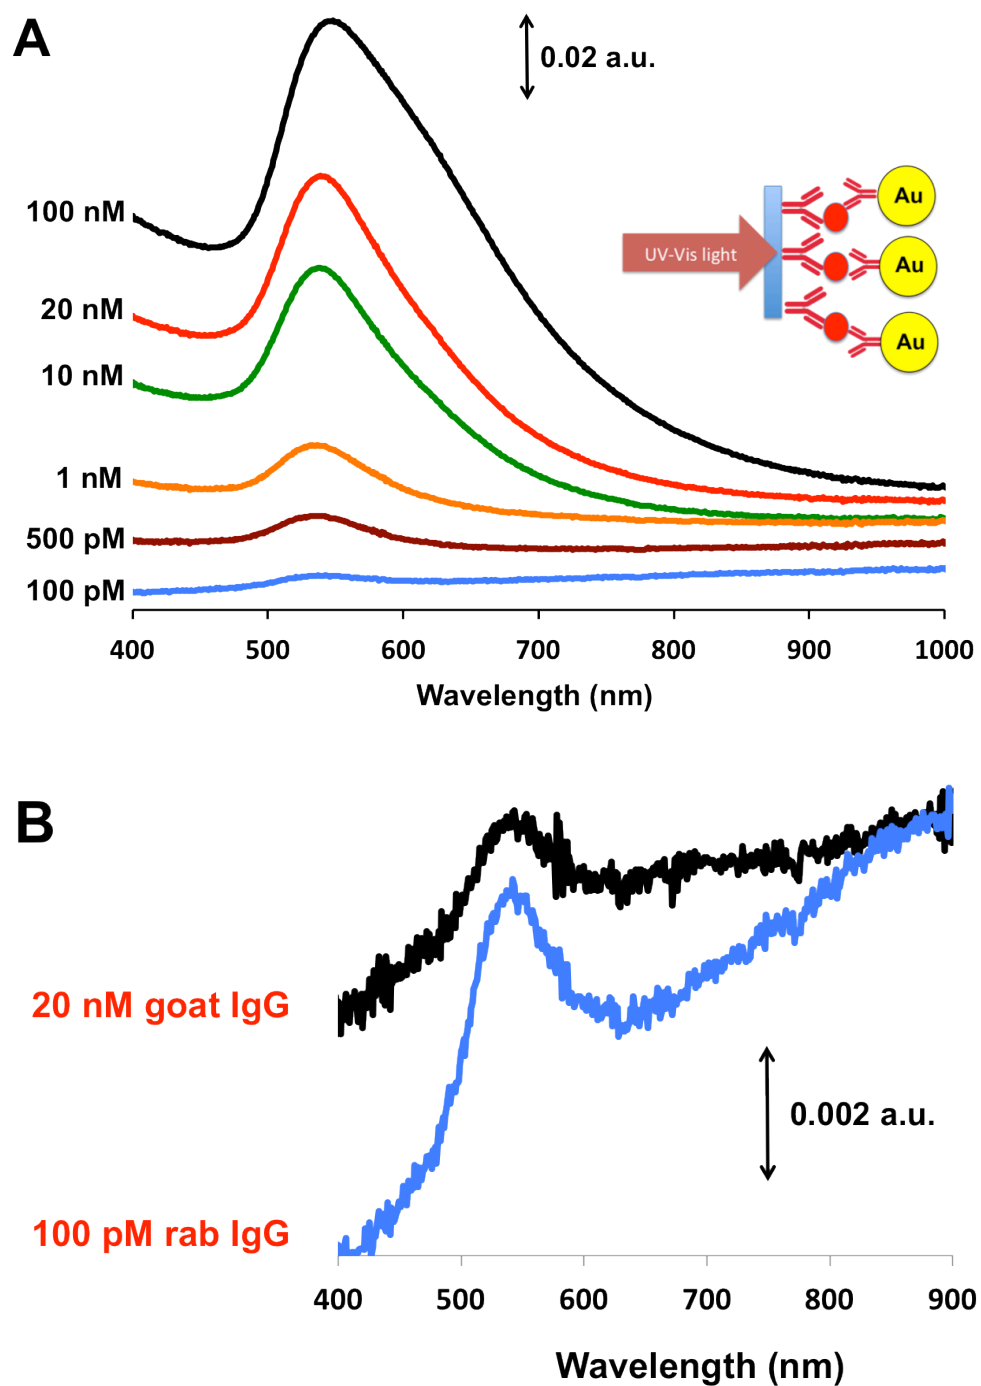 A
0.02 a.u.
100 nM
20 nM
10 nM
1 nM
500 pM
100 pM
UV-Vis light
Au
Au
Au
400 500 600 700 800 900 1000
Wavelength (nm)
B
20 nM goat IgG
0.002 a.u.
100 pM rab IgG
400 500 600 700 800 900
Wavelength (nm)